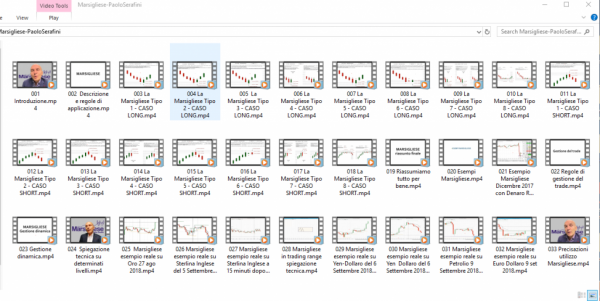 Video Tools
Marsigliese-PaoloSerafini
View
Play
Marsigliese-PaoloSerafini
Search Marsigliese-PaoloSerafini
001
Introduzione.mp
4
002 Descrizione
e regole di
applicazione.mp
4
003 La
Marsigliese Tipo
1 - CASO
LONG.mp4
004 La
Marsigliese Tipo
2 - CASO
LONG.mp4
005 La
Marsigliese Tipo
3 - CASO
LONG.mp4
006 La
Marsigliese Tipo
4 - CASO
LONG.mp4
007 La
Marsigliese Tipo
5 - CASO
LONG.mp4
008 La
Marsigliese Tipo
6 - CASO
LONG.mp4
009 La
Marsigliese Tipo
7 - CASO
LONG.mp4
010 La
Marsigliese Tipo
8 - CASO
LONG.mp4
011 La
Marsigliese Tipo
1 - CASO
SHORT.mp4
012 La
Marsigliese Tipo
2 - CASO
SHORT.mp4
013 La
Marsigliese Tipo
3 - CASO
SHORT.mp4
014 La
Marsigliese Tipo
4 - CASO
SHORT.mp4
015 La
Marsigliese Tipo
5 - CASO
SHORT.mp4
016 La
Marsigliese Tipo
6 - CASO
SHORT.mp4
017 La
Marsigliese Tipo
7 - CASO
SHORT.mp4
018 La
Marsigliese Tipo
8 - CASO
SHORT.mp4
MARSIGLIESE
019 Riassumiamo
tutto per
bene.mp4
020 Esempi
Marsigliese.mp4
021 Esempio
Marsigliese
Dicembre 2017
con Denaro R...
Gestione del trade
022 Regole di
gestione del
trade.mp4
MARSIGLIESE
Gestione dinamica
023 Gestione
dinamica.mp4
024 Spiegazione
tecnica su
determinati
livelli.mp4
025 Marsigliese
esempio reale su
Oro 27 ago
2018.mp4
026 Marsigliese
esempio reale su
Sterlina Inglese
del 5 Settembre...
027 Marsigliese
esempio reale su
Sterlina Inglese a
15 minuti dopo...
028 Marsigliese
in trading range
spiegazione
tecnica.mp4
029 Marsigliese
esempio reale su
Yen-Dollaro del 6
Settembre 2018...
030 Marsigliese
esempio reale su
Yen Dollaro del 6
Settembre 2018...
031 Marsigliese
esempio reale su
Petrolio 9
Settembre 2018...
032 Marsigliese
esempio reale su
Euro Dollaro 9
set 2018.mp4
033 Precisazioni
utilizzo
Marsigliese.mp4